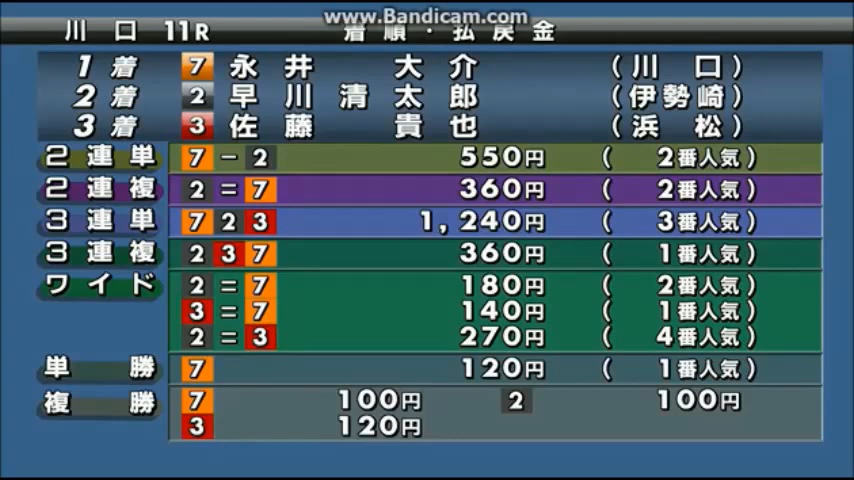 www.Bandicam.com
川口 11R 着順・払戻金
1着 7 永井 大介 (川口)
2着 2 早川清太郎 (伊勢崎)
3着 3 佐藤 貴也 (浜松)
2連単 7-2 550円 (2番人気)
2連複 2=7 360円 (2番人気)
3連単 7 2 3 1,240円 (3番人気)
3連複 2 3 7 360円 (1番人気)
ワイド 2=7 180円 (2番人気)
3=7 140円 (1番人気)
2=3 270円 (4番人気)
単勝 7 120円 (1番人気)
複勝 7 100円 2 100円
3 120円